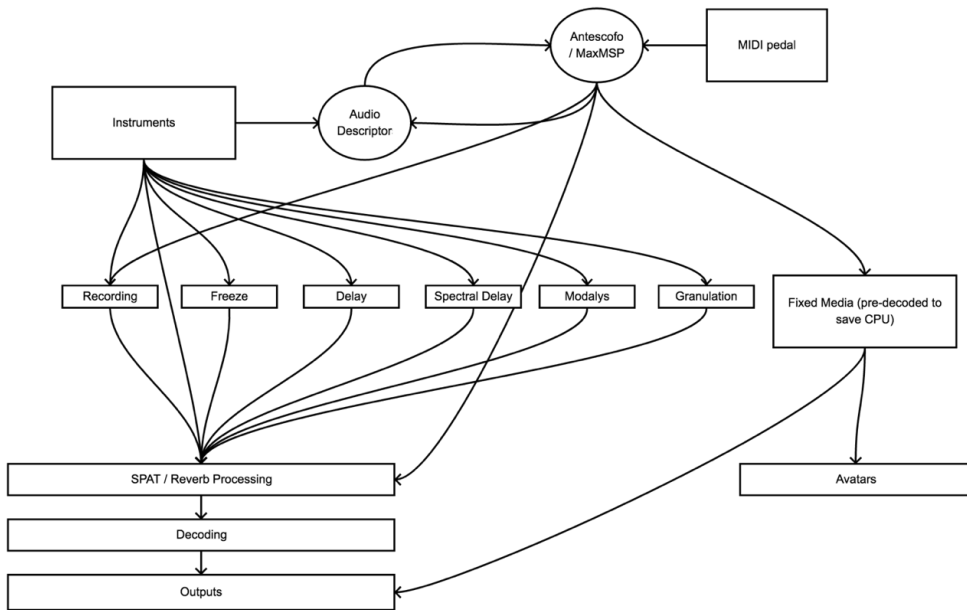 Antescofo
/ MaxMSP
MIDI pedal
Instruments
Audio
Descriptor
Recording
Freeze
Delay
Spectral Delay
Modalys
Granulation
Fixed Media (pre-decoded to
save CPU)
SPAT / Reverb Processing
Avatars
Decoding
Outputs